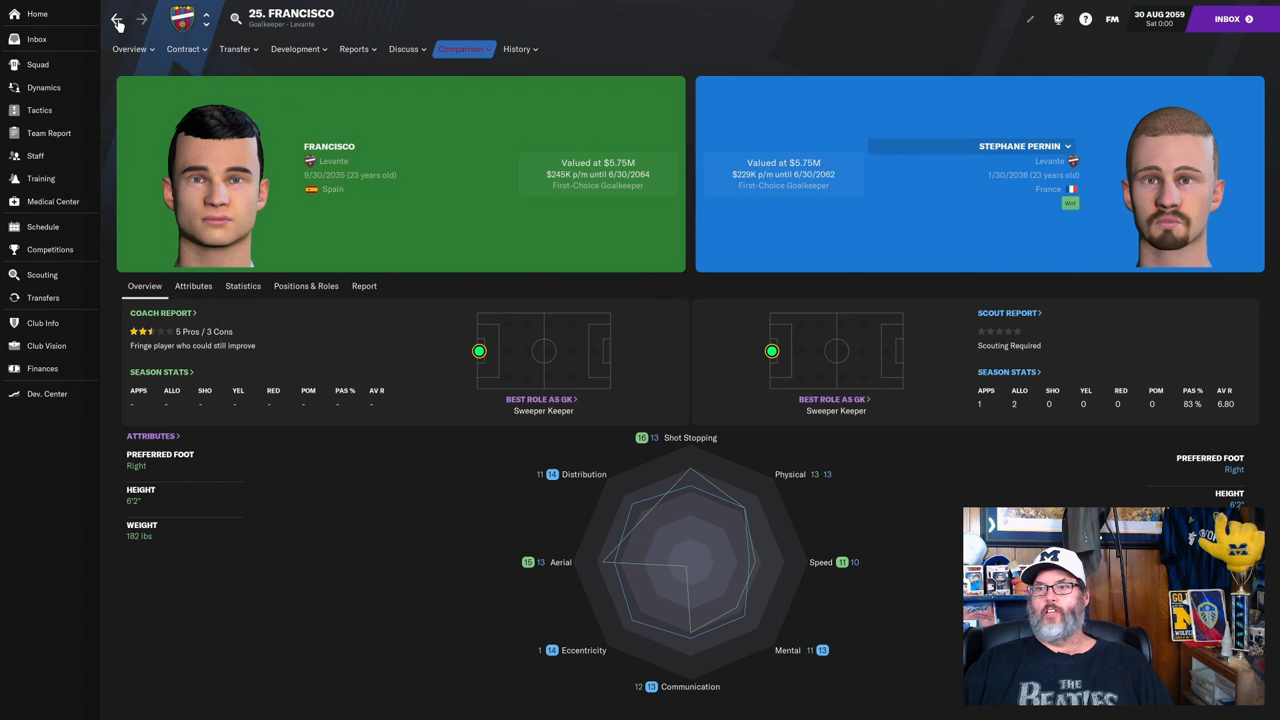 Home
Inbox
Squad
Dynamics
Tactics
Team Report
Staff
Training
Medical Center
Schedule
Competitions
Scouting
Transfers
Club Info
Club Vision
Finances
Dev. Center
25. FRANCISCO
Goalkeeper - Levante
FM
30 AUG 2059
Sat 0:00
INBOX
Overview
Contract
Transfer
Development
Reports
Discuss
Comparison
History
FRANCISCO
Levante
9/30/2035 (23 years old)
Spain
Valued at $5.75M
$245K p/m until 6/30/2064
First-Choice Goalkeeper
Valued at $5.75M
$229K p/m until 6/30/2062
First-Choice Goalkeeper
STEPHANE PERNIN
Levante
1/30/2036 (23 years old)
France
Wnt
Overview Attributes Statistics Positions & Roles Report
COACH REPORT
5 Pros / 3 Cons
Fringe player who could still improve
SEASON STATS
APPS ALLO SHO YEL RED POM PAS % AV R
- - - - - - - -
BEST ROLE AS GK
Sweeper Keeper
BEST ROLE AS GK
Sweeper Keeper
SCOUT REPORT
Scouting Required
SEASON STATS
APPS ALLO SHO YEL RED POM PAS % AV R
1 2 0 0 0 0 83 % 6.80
ATTRIBUTES
PREFERRED FOOT
Right
HEIGHT
6'2"
WEIGHT
182 lbs
16 13 Shot Stopping
11 14 Distribution
Physical 13 13
15 13 Aerial
Speed 11 10
1 14 Eccentricity
Mental 11 13
12 13 Communication
PREFERRED FOOT
Right
HEIGHT
6'2"
M
GO
WOLVERINES
THE
BEATLES